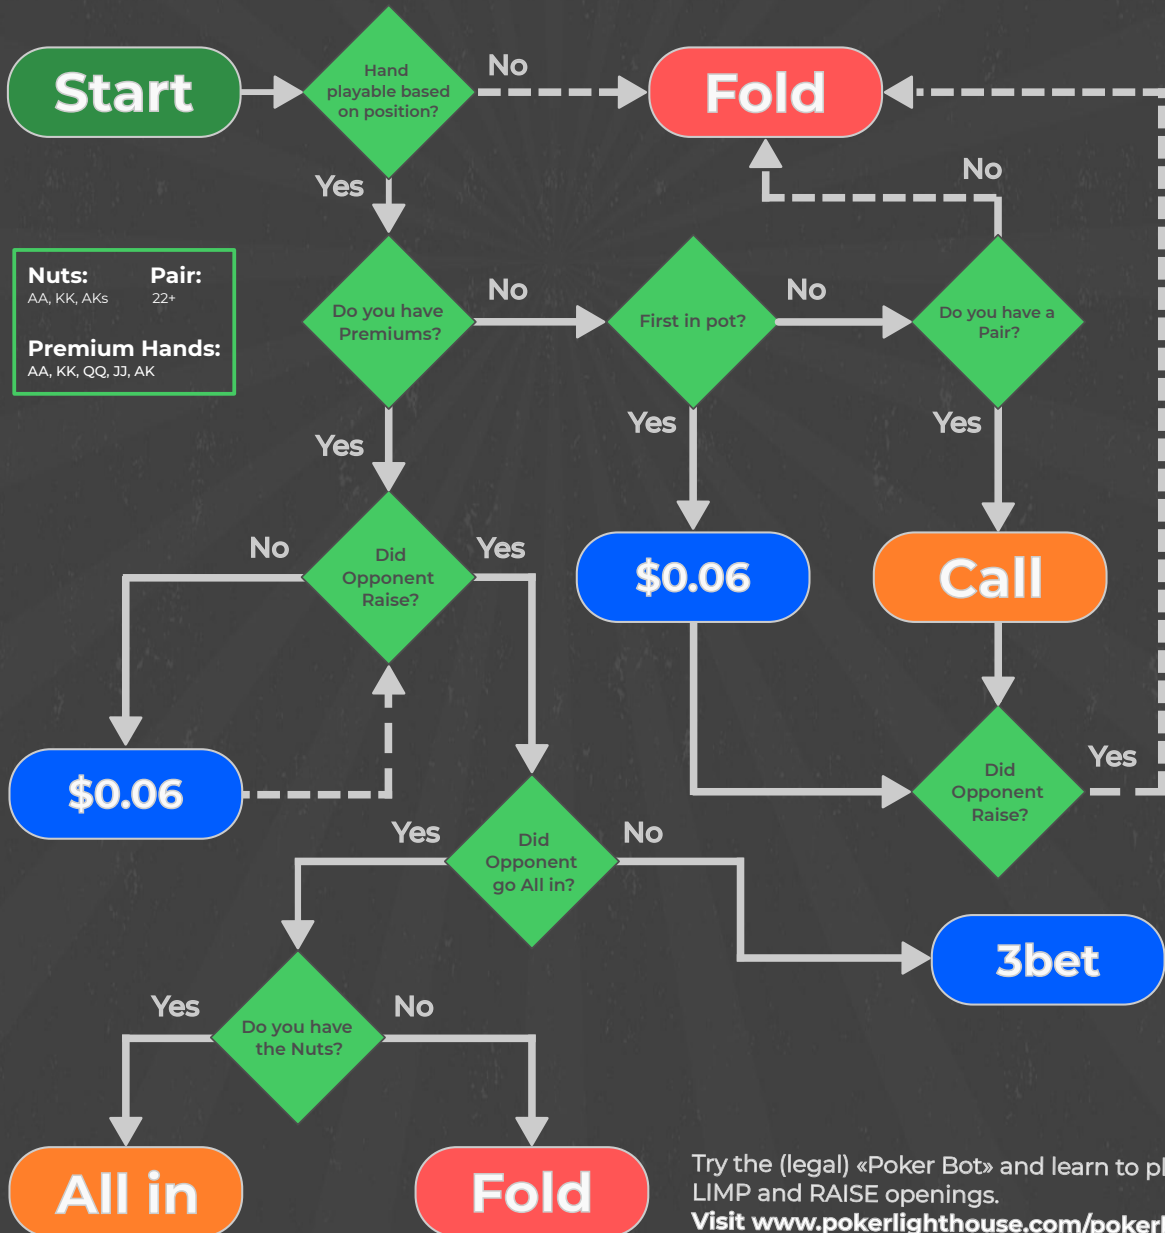 Start
Hand
playable based
on position?
No
Fold
Yes
No
Nuts:
AA, KK, AKs
Pair:
22+
Premium Hands:
AA, KK, QQ, JJ, AK
Do you have
Premiums?
No
First in pot?
No
Do you have a
Pair?
Yes
Yes
Yes
Did
Opponent
Raise?
No
Yes
$0.06
Call
$0.06
Did
Opponent
Raise?
Yes
Did
Opponent
go All in?
Yes
No
3bet
Do you have
the Nuts?
Yes
No
All in
Fold
Try the (legal) «Poker Bot» and learn to
LIMP and RAISE openings.
Visit